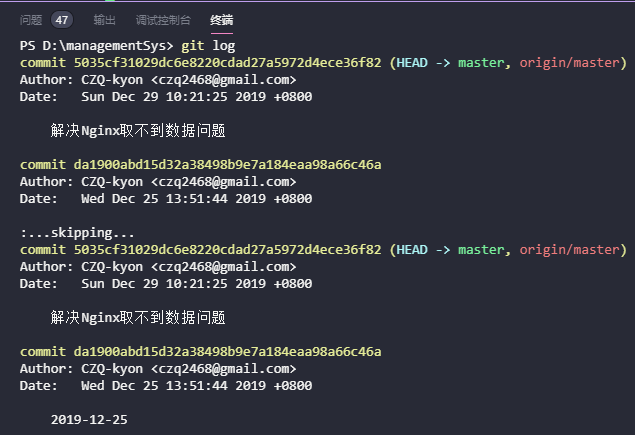 问题 47 输出 调试控制台 终端
PS D:\managementSys> git log
commit 5035cf31029dc6e8220cdad27a5972d4ece36f82 (HEAD -> master, origin/master)
Author: CZQ-kyon <czq2468@gmail.com>
Date:   Sun Dec 29 10:21:25 2019 +0800
解决Nginx取不到数据问题
commit da1900abd15d32a38498b9e7a184eaa98a66c46a
Author: CZQ-kyon <czq2468@gmail.com>
Date:   Wed Dec 25 13:51:44 2019 +0800
:...skipping...
commit 5035cf31029dc6e8220cdad27a5972d4ece36f82 (HEAD -> master, origin/master)
Author: CZQ-kyon <czq2468@gmail.com>
Date:   Sun Dec 29 10:21:25 2019 +0800
解决Nginx取不到数据问题
commit da1900abd15d32a38498b9e7a184eaa98a66c46a
Author: CZQ-kyon <czq2468@gmail.com>
Date:   Wed Dec 25 13:51:44 2019 +0800
2019-12-25